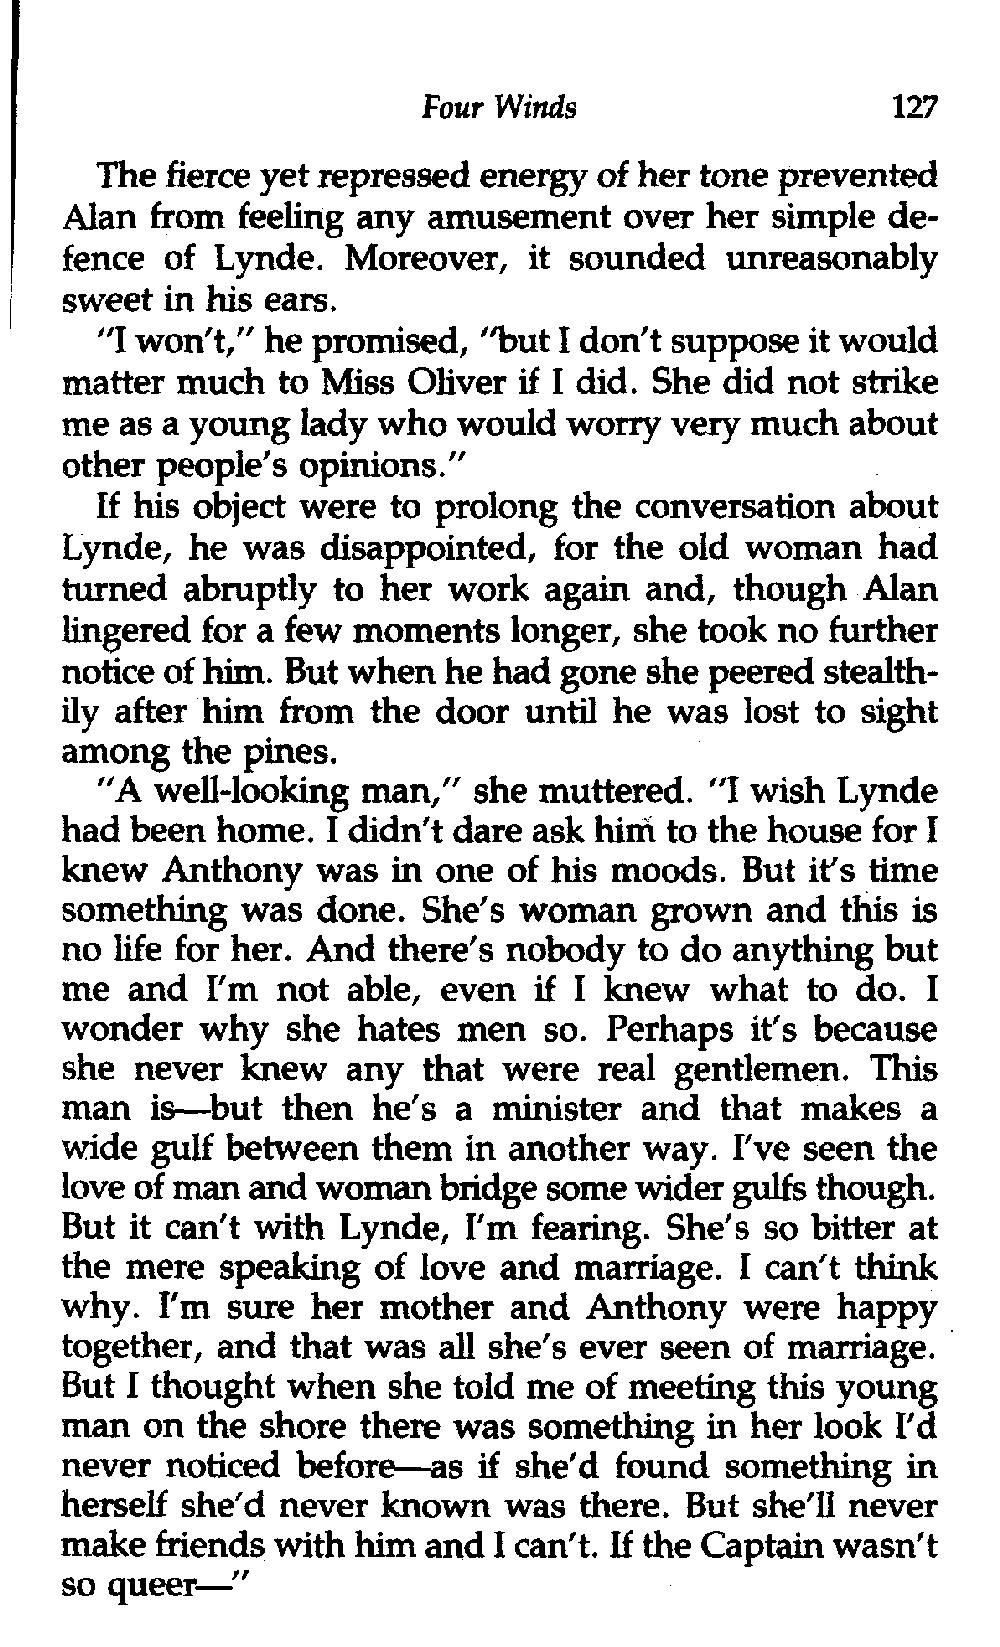 Four Winds 127
The fierce yet repressed energy of her tone prevented
Alan from feeling any amusement over her simple de-
fence of Lynde. Moreover, it sounded unreasonably
sweet in his ears.
"I won't," he promised, "but I don't suppose it would
matter much to Miss Oliver if I did. She did not strike
me as a young lady who would worry very much about
other people's opinions."
If his object were to prolong the conversation about
Lynde, he was disappointed, for the old woman had
turned abruptly to her work again and, though Alan
lingered for a few moments longer, she took no further
notice of him. But when he had gone she peered stealth-
ily after him from the door until he was lost to sight
among the pines.
"A well-looking man," she muttered. "I wish Lynde
had been home. I didn't dare ask him to the house for I
knew Anthony was in one of his moods. But it's time
something was done. She's woman grown and this is
no life for her. And there's nobody to do anything but
me and I'm not able, even if I knew what to do. I
wonder why she hates men so. Perhaps it's because
she never knew any that were real gentlemen. This
man is—but then he's a minister and that makes a
wide gulf between them in another way. I've seen the
love of man and woman bridge some wider gulfs though.
But it can't with Lynde, I'm fearing. She's so bitter at
the mere speaking of love and marriage. I can't think
why. I'm sure her mother and Anthony were happy
together, and that was all she's ever seen of marriage.
But I thought when she told me of meeting this young
man on the shore there was something in her look I'd
never noticed before—as if she'd found something in
herself she'd never known was there. But she'll never
make friends with him and I can't. If the Captain wasn't
so queer—"